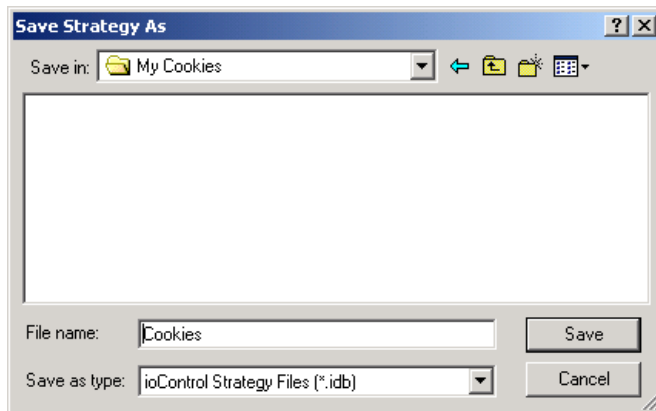 Save Strategy As
Save in: My Cookies
File name: Cookies Save
Save as type: ioControl Strategy Files (*.idb) Cancel